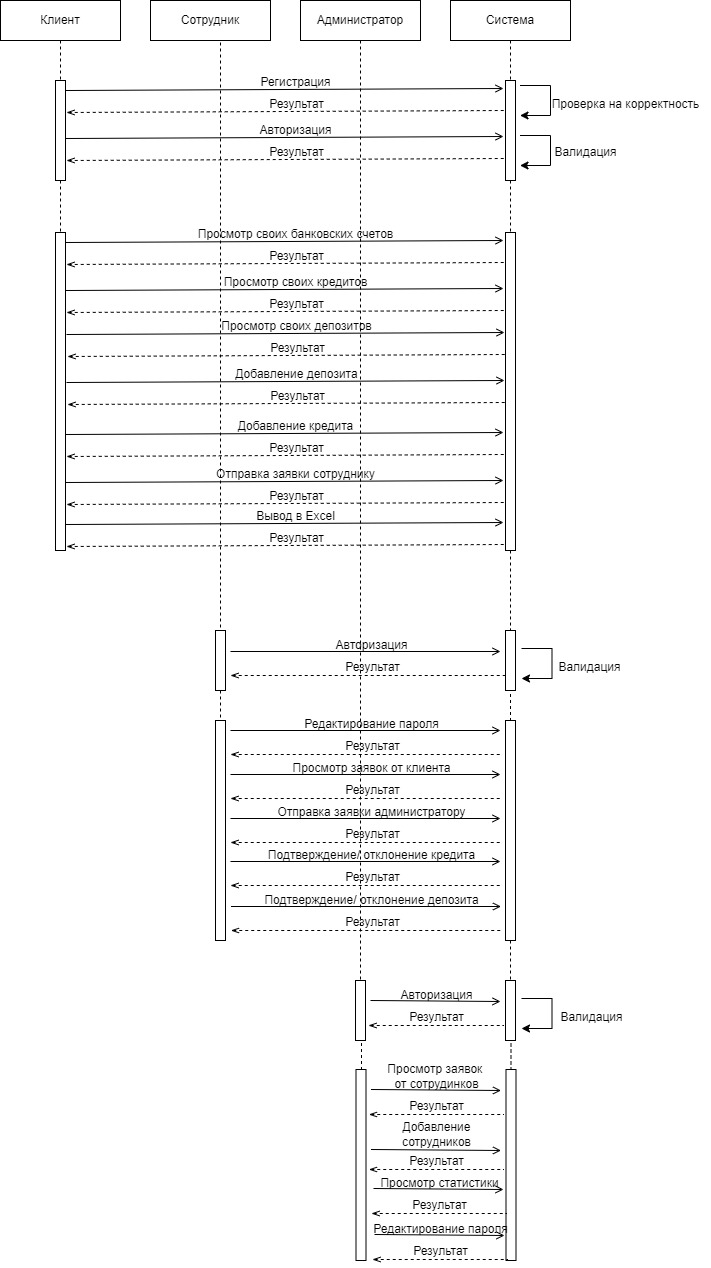 Клиент
Сотрудник
Администратор
Система
Регистрация
Результат
Проверка на корректность
Авторизация
Результат
Валидация
Просмотр своих банковских счетов
Результат
Просмотр своих кредитов
Результат
Просмотр своих депозитов
Результат
Добавление депозита
Результат
Добавление кредита
Результат
Отправка заявки сотруднику
Результат
Вывод в Excel
Результат
Авторизация
Результат
Валидация
Редактирование пароля
Результат
Просмотр заявок от клиента
Результат
Отправка заявки администратору
Результат
Подтверждение/ отклонение кредита
Результат
Подтверждение/ отклонение депозита
Результат
Авторизация
Результат
Валидация
Просмотр заявок
от сотрудинков
Результат
Добавление
сотрудников
Результат
Просмотр статистики
Результат
Редактирование пароля
Результат